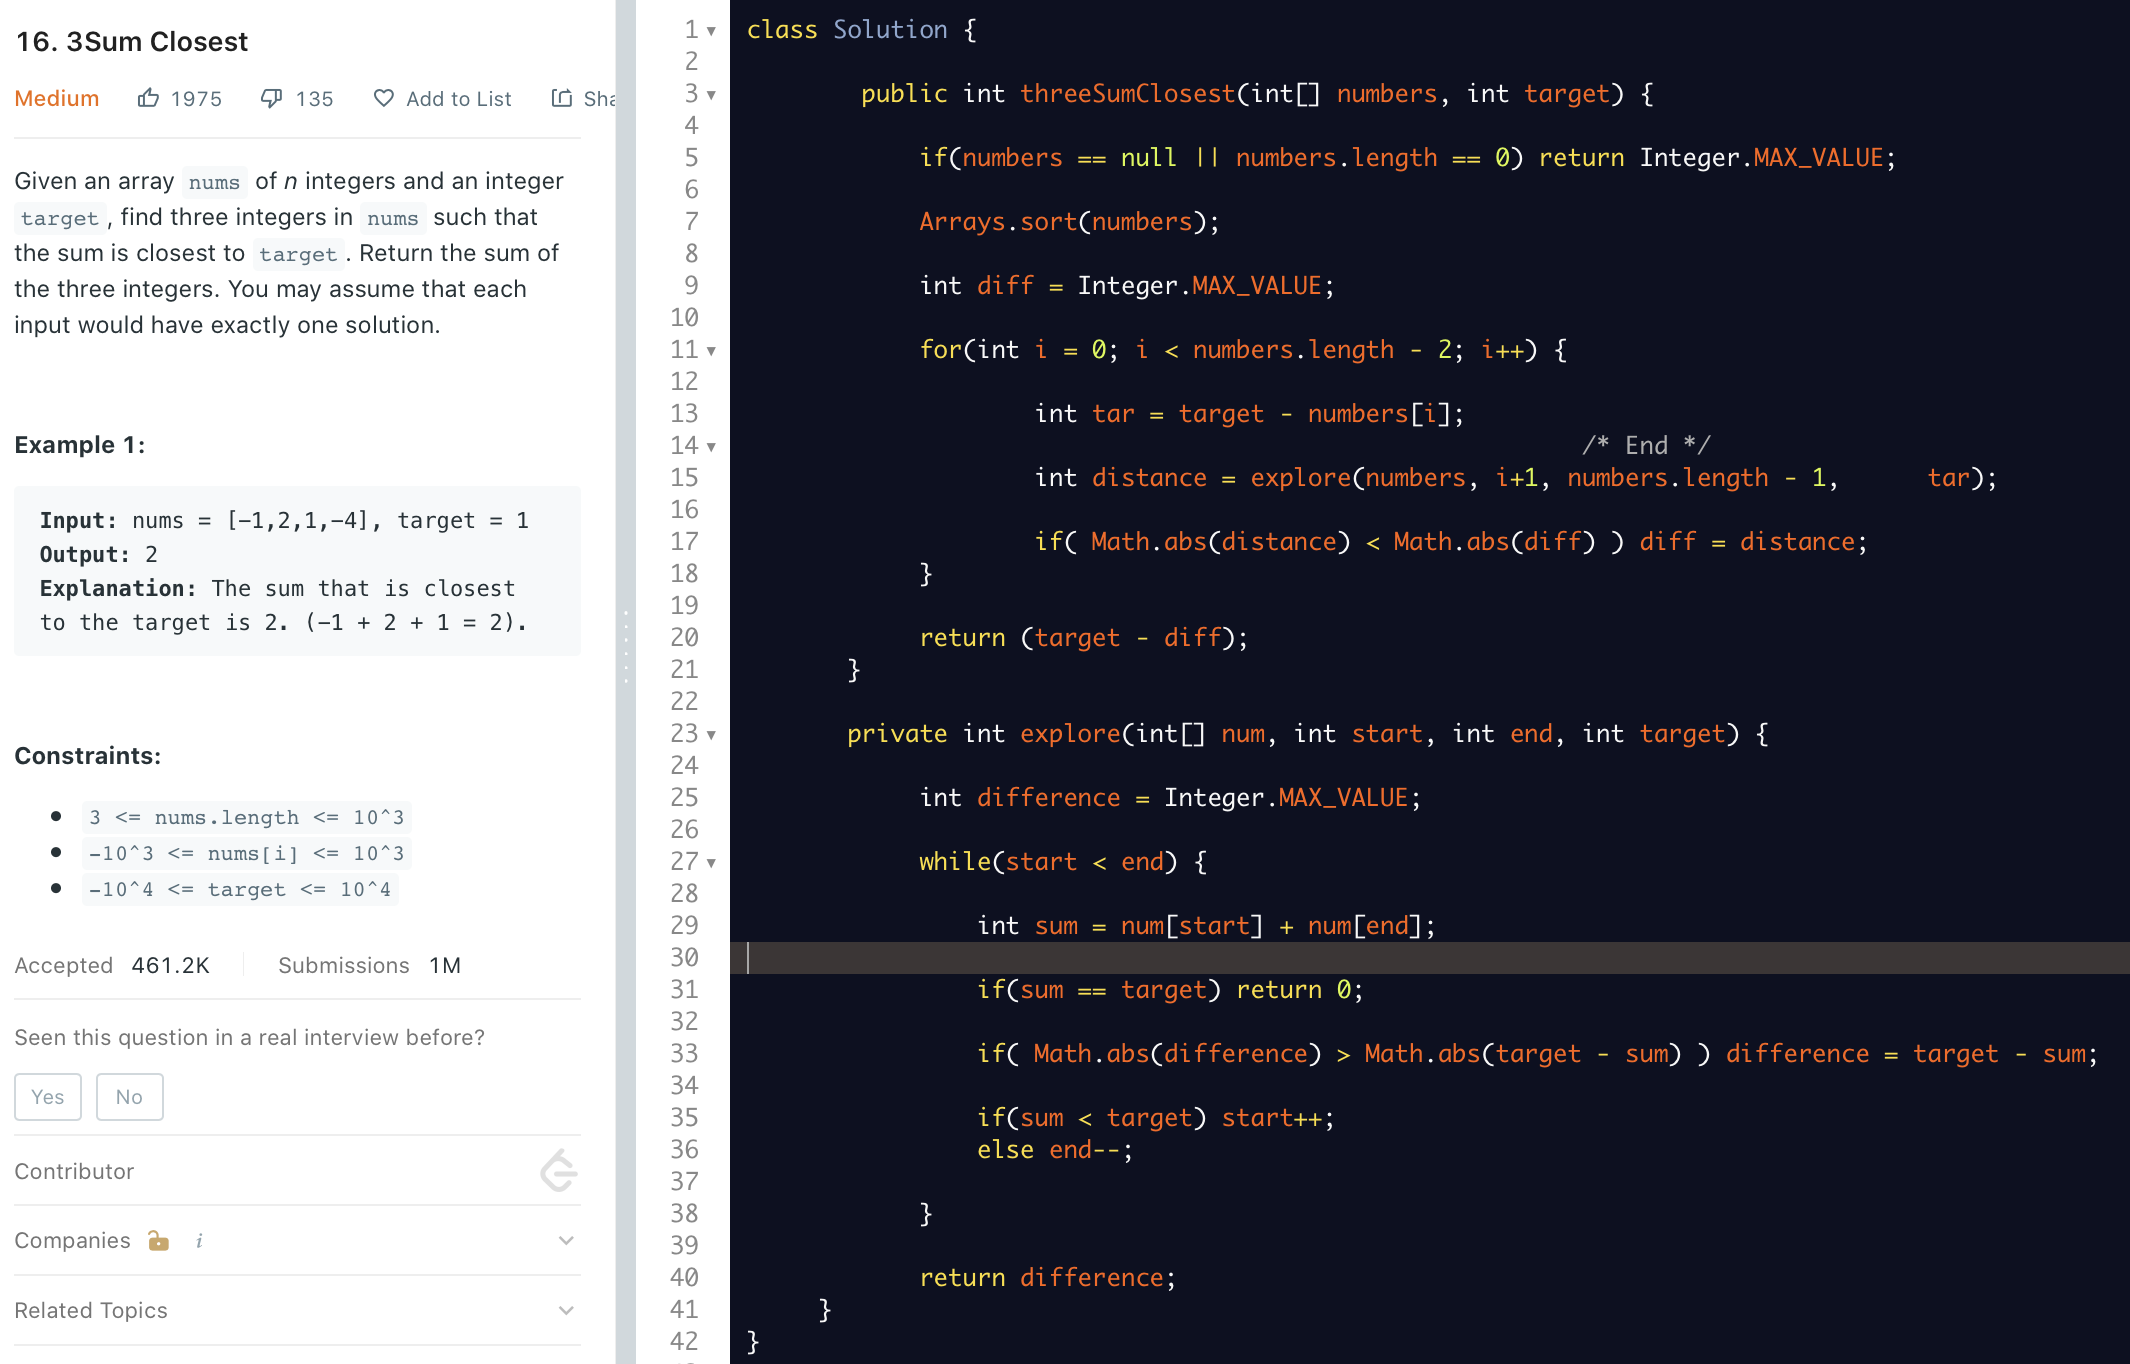 16. 3Sum Closest
Medium 1975 135 Add to List Sha
Given an array nums of n integers and an integer
target, find three integers in nums such that
the sum is closest to target. Return the sum of
the three integers. You may assume that each
input would have exactly one solution.
Example 1:
Input: nums = [-1,2,1,-4], target = 1
Output: 2
Explanation: The sum that is closest
to the target is 2. (-1 + 2 + 1 = 2).
Constraints:
3 <= nums.length <= 10^3
-10^3 <= nums[i] <= 10^3
-10^4 <= target <= 10^4
Accepted 461.2K Submissions 1M
Seen this question in a real interview before?
Yes No
Contributor
Companies i
Related Topics
1 class Solution {
2
3 public int threeSumClosest(int[] numbers, int target) {
4
5 if(numbers == null || numbers.length == 0) return Integer.MAX_VALUE;
6
7 Arrays.sort(numbers);
8
9 int diff = Integer.MAX_VALUE;
10
11 for(int i = 0; i < numbers.length - 2; i++) {
12
13 int tar = target - numbers[i];
14 /* End */
15 int distance = explore(numbers, i+1, numbers.length - 1, tar);
16
17 if( Math.abs(distance) < Math.abs(diff) ) diff = distance;
18 }
19
20 return (target - diff);
21 }
22
23 private int explore(int[] num, int start, int end, int target) {
24
25 int difference = Integer.MAX_VALUE;
26
27 while(start < end) {
28
29 int sum = num[start] + num[end];
30
31 if(sum == target) return 0;
32
33 if( Math.abs(difference) > Math.abs(target - sum) ) difference = target - sum;
34
35 if(sum < target) start++;
36 else end--;
37
38 }
39
40 return difference;
41 }
42 }